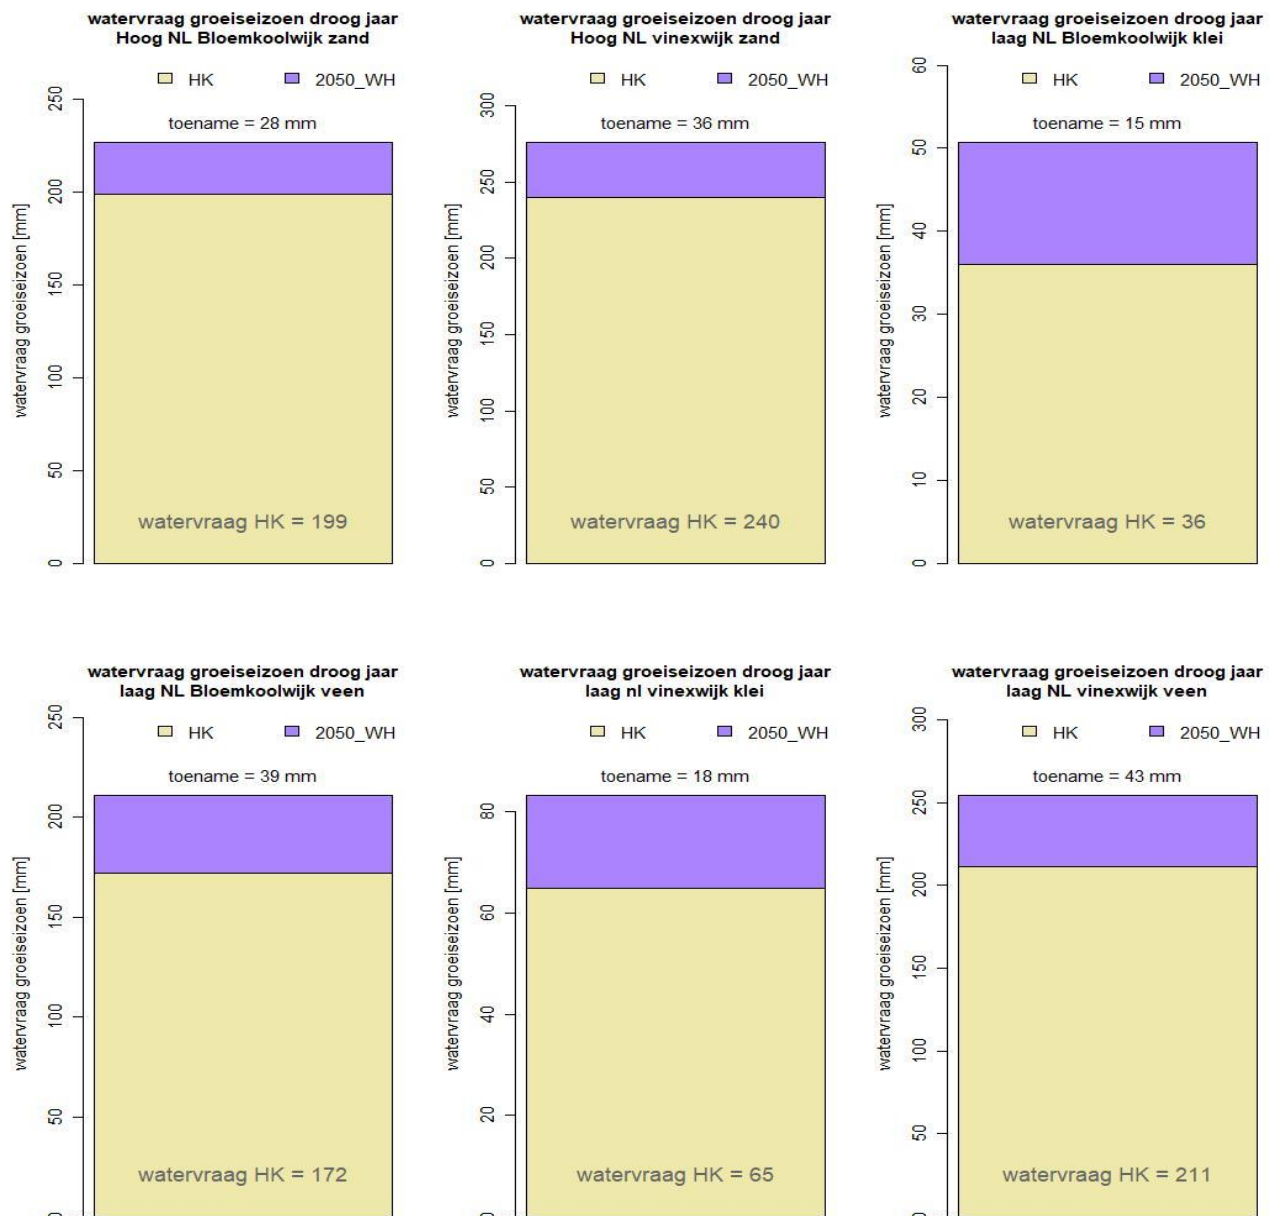 watervraag groeiseizoen droog jaar
Hoog NL Bloemkoolwijk zand
HK 2050_WH
toename = 28 mm
250
200
150
100
50
0
watervraag groeiseizoen [mm]
watervraag HK = 199
watervraag groeiseizoen droog jaar
Hoog NL vinexwijk zand
HK 2050_WH
toename = 36 mm
300
250
200
150
100
50
0
watervraag groeiseizoen [mm]
watervraag HK = 240
watervraag groeiseizoen droog jaar
laag NL Bloemkoolwijk klei
HK 2050_WH
toename = 15 mm
60
50
40
30
20
10
0
watervraag groeiseizoen [mm]
watervraag HK = 36
watervraag groeiseizoen droog jaar
laag NL Bloemkoolwijk veen
HK 2050_WH
toename = 39 mm
250
200
150
100
50
0
watervraag groeiseizoen [mm]
watervraag HK = 172
watervraag groeiseizoen droog jaar
laag nl vinexwijk klei
HK 2050_WH
toename = 18 mm
80
60
40
20
0
watervraag groeiseizoen [mm]
watervraag HK = 65
watervraag groeiseizoen droog jaar
laag NL vinexwijk veen
HK 2050_WH
toename = 43 mm
300
250
200
150
100
50
0
watervraag groeiseizoen [mm]
watervraag HK = 211